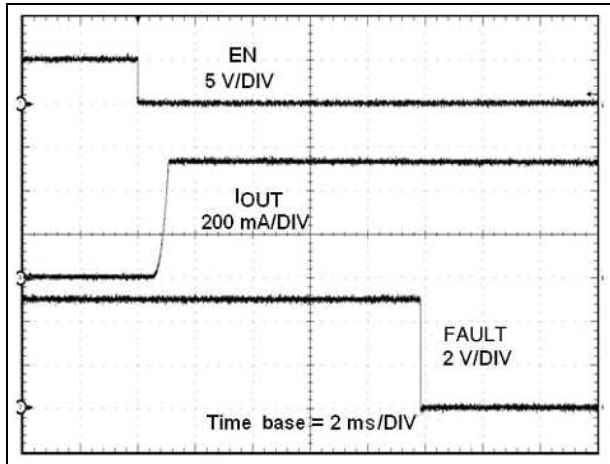 EN
5 V/DIV
IOUT
200 mA/DIV
FAULT
2 V/DIV
Time base = 2 ms/DIV